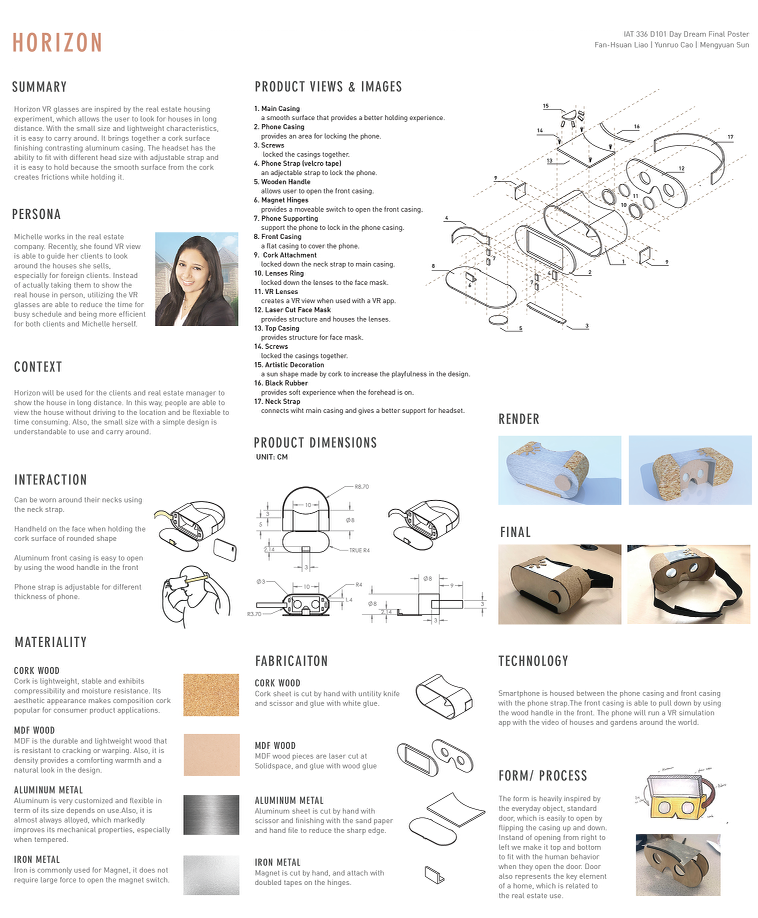 HORIZON
IAT 336 D101 Day Dream Final Poster
Fan-Hsuan Liao | Yunruo Cao | Mengyuan Sun
SUMMARY
Horizon VR glasses are inspired by the real estate housing
experiment, which allows the user to look for houses in long
distance. With the small size and lightweight characteristics,
it is easy to carry around. It brings together a cork surface
finishing contrasting aluminum casing. The headset has the
ability to fit with different head size with adjustable strap and
it is easy to hold because the smooth surface from the cork
creates frictions while holding it.
PERSONA
Michelle works in the real estate
company. Recently, she found VR view
is able to guide her clients to look
around the houses she sells,
especially for foreign clients. Instead
of actually taking them to show the
real house in person, utilizing the VR
glasses are able to reduce the time for
busy schedule and being more efficient
for both clients and Michelle herself.
CONTEXT
Horizon will be used for the clients and real estate manager to
show the house in long distance. In this way, people are able to
view the house without driving to the location and be flexiable to
time consuming. Also, the small size with a simple design is
understandable to use and carry around.
INTERACTION
Can be worn around their necks using
the neck strap.
Handheld on the face when holding the
cork surface of rounded shape
Aluminum front casing is easy to open
by using the wood handle in the front
Phone strap is adjustable for different
thickness of phone.
MATERIALITY
CORK WOOD
Cork is lightweight, stable and exhibits
compressibility and moisture resistance. Its
aesthetic appearance makes composition cork
popular for consumer product applications.
MDF WOOD
MDF is the durable and lightweight wood that
is resistant to cracking or warping. Also, it is
density provides a comforting warmth and a
natural look in the design.
ALUMINUM METAL
Aluminum is very customized and flexible in
term of its size depends on use.Also, it is
almost always alloyed, which markedly
improves its mechanical properties, especially
when tempered.
IRON METAL
Iron is commonly used for Magnet, it does not
require large force to open the magnet switch.
PRODUCT VIEWS & IMAGES
1. Main Casing
a smooth surface that provides a better holding experience.
2. Phone Casing
provides an area for locking the phone.
3. Screws
locked the casings together.
4. Phone Strap (velcro tape)
an adjectable strap to lock the phone.
5. Wooden Handle
allows user to open the front casing.
6. Magnet Hinges
provides a moveable switch to open the front casing.
7. Phone Supporting
support the phone to lock in the phone casing.
8. Front Casing
a flat casing to cover the phone.
9. Cork Attachment
locked down the neck strap to main casing.
10. Lenses Ring
locked down the lenses to the face mask.
11. VR Lenses
creates a VR view when used with a VR app.
12. Laser Cut Face Mask
provides structure and houses the lenses.
13. Top Casing
provides structure for face mask.
14. Screws
locked the casings together.
15. Artistic Decoration
a sun shape made by cork to increase the playfulness in the design.
16. Black Rubber
provides soft experience when the forehead is on.
17. Neck Strap
connects wiht main casing and gives a better support for headset.
15
16
14
17
13
12
9
11
10
4
7
8
6
7
6
2
1
9
5
3
PRODUCT DIMENSIONS
UNIT: CM
R8,70
3
10
5
Ø8
2,14
TRUE R4
3
Ø3
10
R4
1,4
R3,70
Ø8
9
Ø8
2,14
3
3
FABRICAITON
CORK WOOD
Cork sheet is cut by hand with untility knife
and scissor and glue with white glue.
MDF WOOD
MDF wood pieces are laser cut at
Solidspace, and glue with wood glue
ALUMINUM METAL
Aluminum sheet is cut by hand with
scissor and finishing with the sand paper
and hand file to reduce the sharp edge.
IRON METAL
Magnet is cut by hand, and attach with
doubled tapes on the hinges.
RENDER
FINAL
TECHNOLOGY
Smartphone is housed between the phone casing and front casing
with the phone strap.The front casing is able to pull down by using
the wood handle in the front. The phone will run a VR simulation
app with the video of houses and gardens around the world.
FORM/ PROCESS
The form is heavily inspired by
the everyday object, standard
door, which is easily to open by
flipping the casing up and down.
Instand of opening from right to
left we make it top and bottom
to fit with the human behavior
when they open the door. Door
also represents the key element
of a home, which is related to
the real estate use.